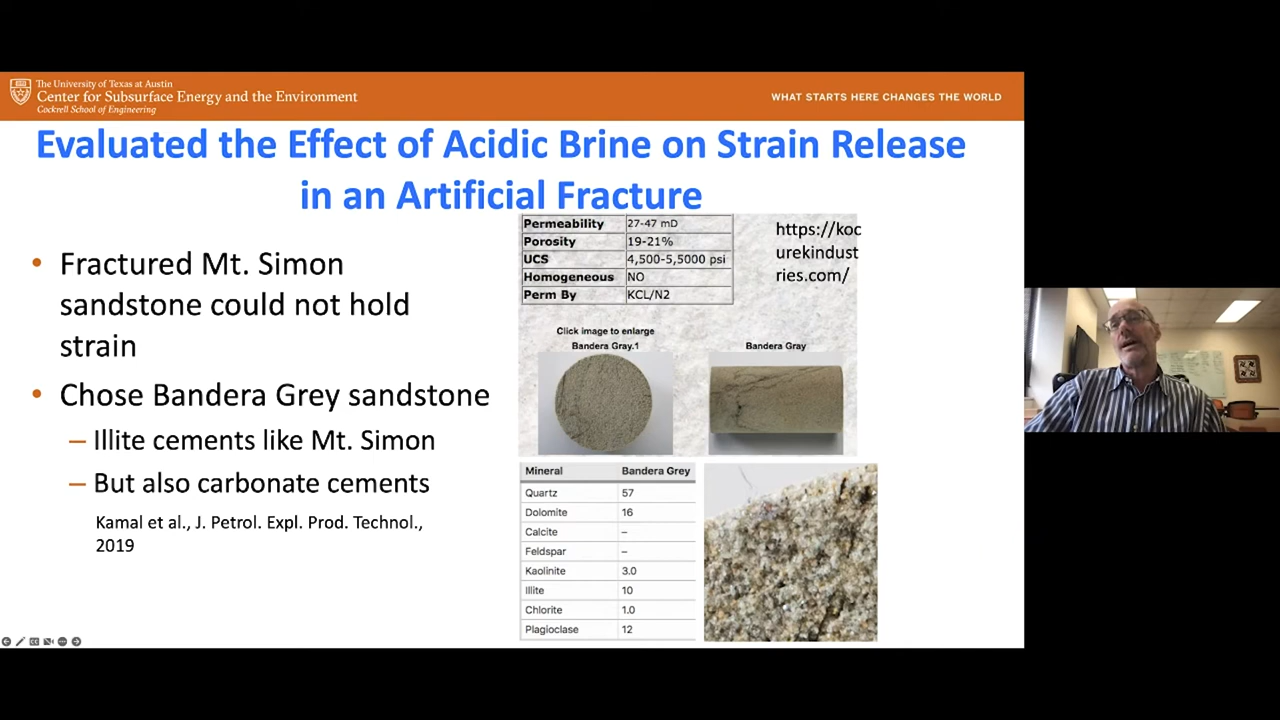 The University of Texas at Austin
Center for Subsurface Energy and the Environment
Cockrell School of Engineering
WHAT STARTS HERE CHANGES THE WORLD
Evaluated the Effect of Acidic Brine on Strain Release
in an Artificial Fracture
• Fractured Mt. Simon
sandstone could not hold
strain
• Chose Bandera Grey sandstone
– Illite cements like Mt. Simon
– But also carbonate cements
Kamal et al., J. Petrol. Expl. Prod. Technol.,
2019
Permeability 27-47 mD
Porosity 19-21%
UCS 4,500-5,5000 psi
Homogeneous NO
Perm By KCL/N2
https://koc
urekindust
ries.com/
Click image to enlarge
Bandera Gray.1
Bandera Gray
Mineral Bandera Grey
Quartz 57
Dolomite 16
Calcite –
Feldspar –
Kaolinite 3.0
Illite 10
Chlorite 1.0
Plagioclase 12